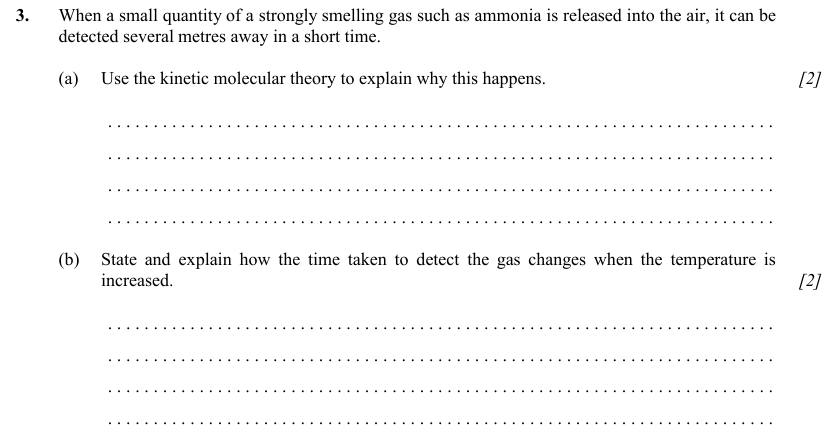 3. When a small quantity of a strongly smelling gas such as ammonia is released into the air, it can be
detected several metres away in a short time.
(a) Use the kinetic molecular theory to explain why this happens. [2]
(b) State and explain how the time taken to detect the gas changes when the temperature is
increased. [2]